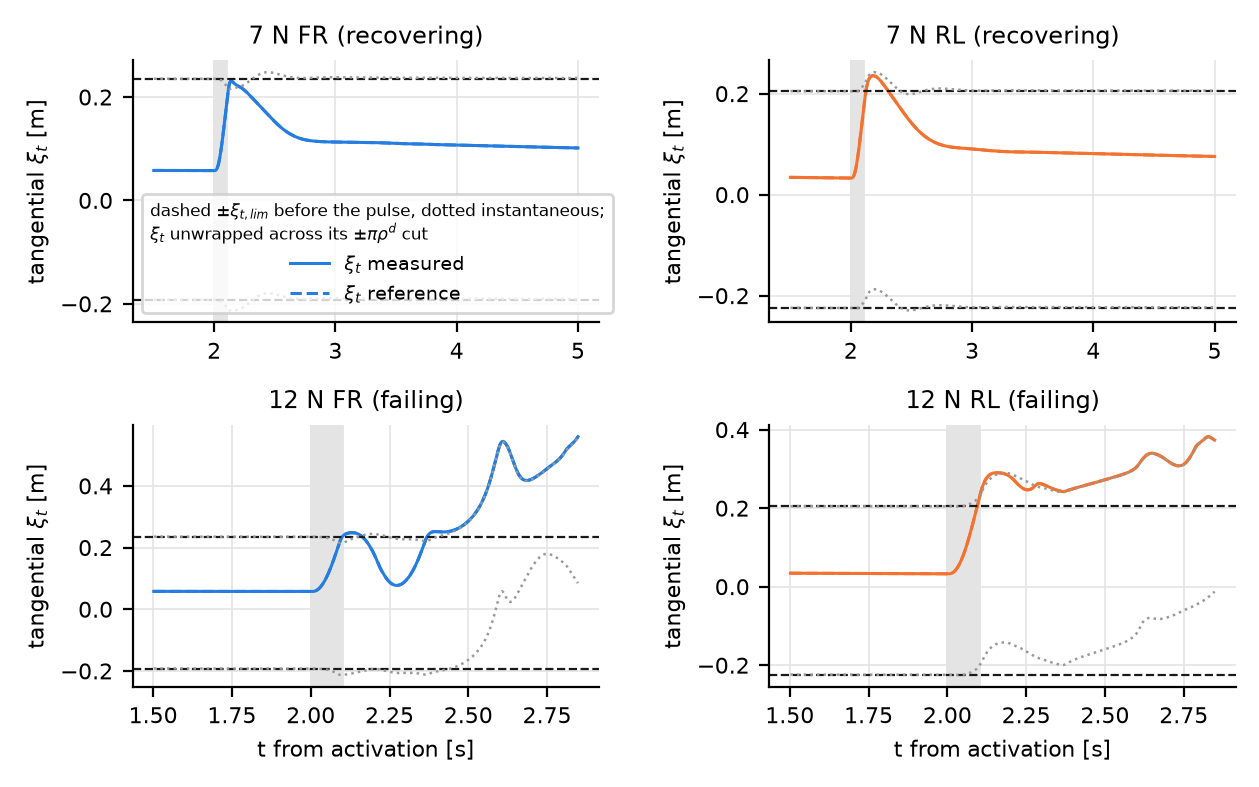 7 N FR (recovering)
tangential ξt [m]
0.2
0.0
−0.2
dashed ±ξt,lim before the pulse, dotted instantaneous;
ξt unwrapped across its ±πρd cut
ξt measured
ξt reference
2 3 4 5
7 N RL (recovering)
tangential ξt [m]
0.2
0.0
−0.2
2 3 4 5
12 N FR (failing)
tangential ξt [m]
0.4
0.2
0.0
−0.2
1.50 1.75 2.00 2.25 2.50 2.75
t from activation [s]
12 N RL (failing)
tangential ξt [m]
0.4
0.2
0.0
−0.2
1.50 1.75 2.00 2.25 2.50 2.75
t from activation [s]